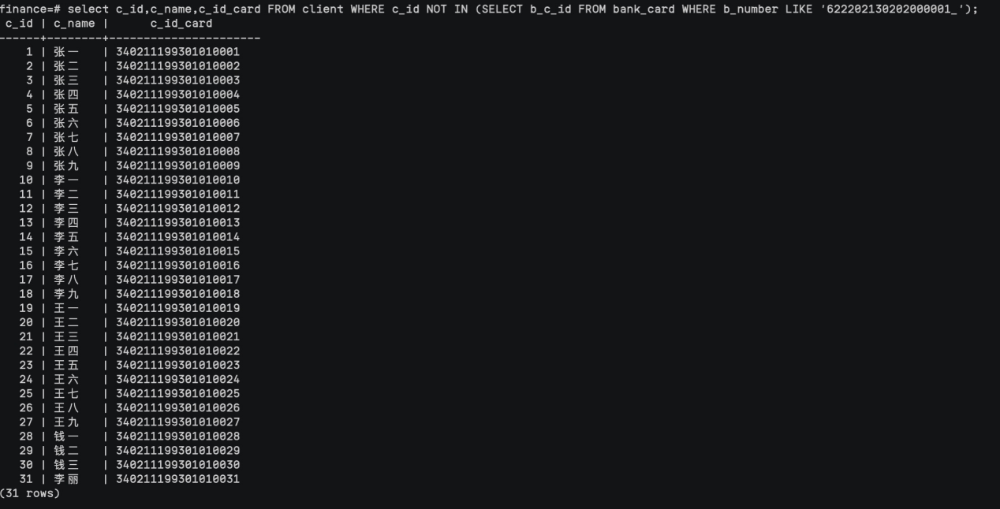 finance=# select c_id,c_name,c_id_card FROM client WHERE c_id NOT IN (SELECT b_c_id FROM bank_card WHERE b_number LIKE '622202130202000001_');
 c_id | c_name |     c_id_card
------+--------+--------------------
    1 | 张一   | 340211199301010001
    2 | 张二   | 340211199301010002
    3 | 张三   | 340211199301010003
    4 | 张四   | 340211199301010004
    5 | 张五   | 340211199301010005
    6 | 张六   | 340211199301010006
    7 | 张七   | 340211199301010007
    8 | 张八   | 340211199301010008
    9 | 张九   | 340211199301010009
   10 | 李一   | 340211199301010010
   11 | 李二   | 340211199301010011
   12 | 李三   | 340211199301010012
   13 | 李四   | 340211199301010013
   14 | 李五   | 340211199301010014
   15 | 李六   | 340211199301010015
   16 | 李七   | 340211199301010016
   17 | 李八   | 340211199301010017
   18 | 李九   | 340211199301010018
   19 | 王一   | 340211199301010019
   20 | 王二   | 340211199301010020
   21 | 王三   | 340211199301010021
   22 | 王四   | 340211199301010022
   23 | 王五   | 340211199301010023
   24 | 王六   | 340211199301010024
   25 | 王七   | 340211199301010025
   26 | 王八   | 340211199301010026
   27 | 王九   | 340211199301010027
   28 | 钱一   | 340211199301010028
   29 | 钱二   | 340211199301010029
   30 | 钱三   | 340211199301010030
   31 | 李丽   | 340211199301010031
(31 rows)